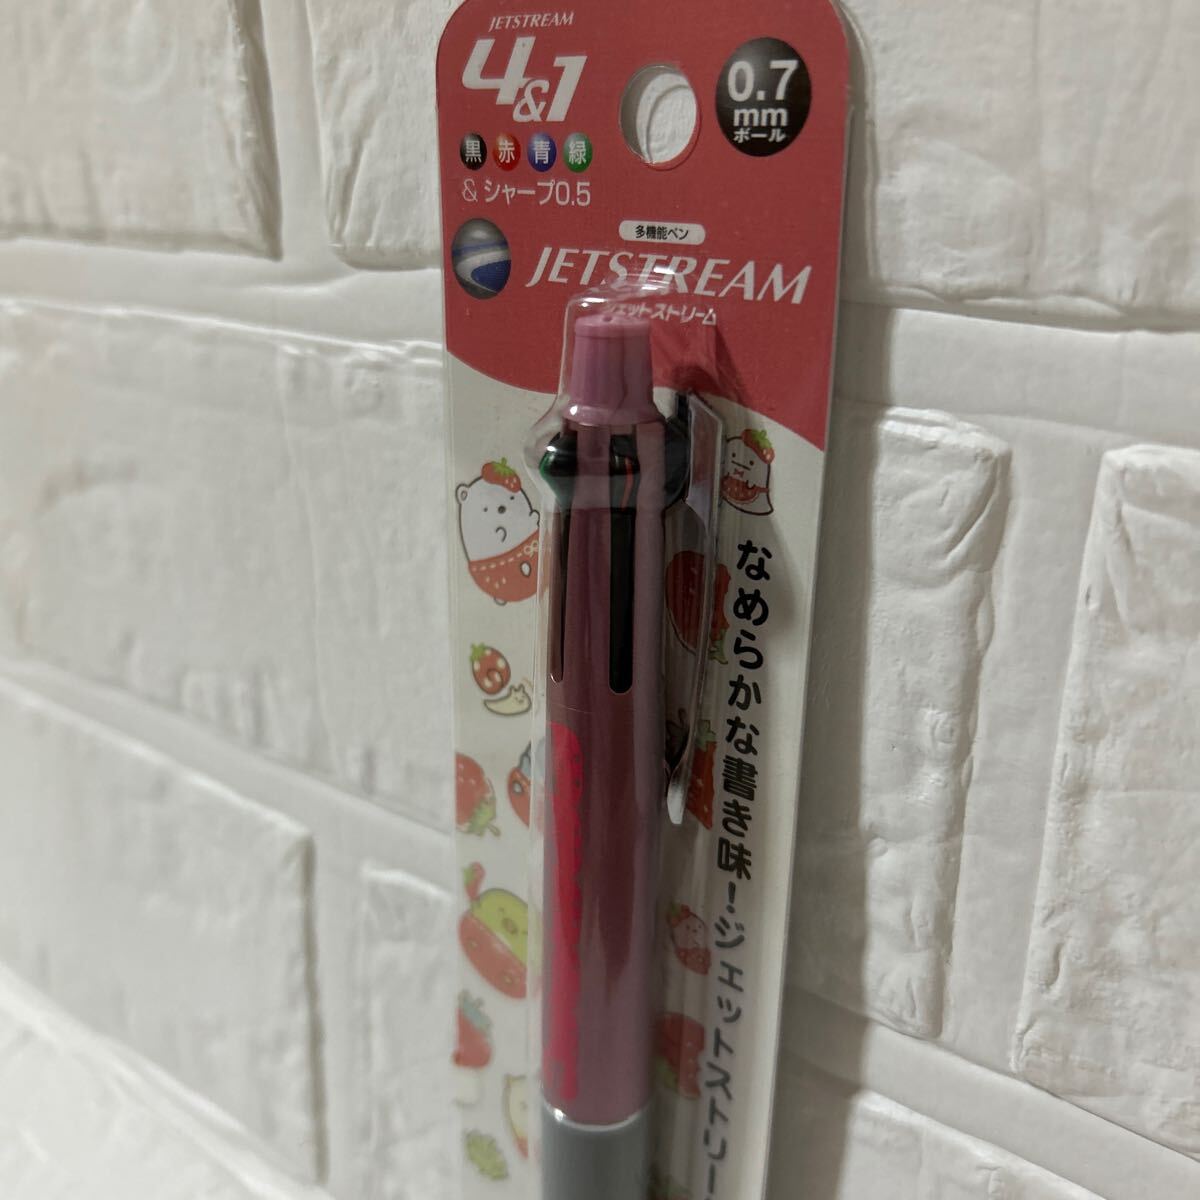 JETSTREAM
4&1
0.7
mm
ボール
黒 赤 青 緑
& シャープ0.5
多機能ペン
JETSTREAM
ジェットストリーム
なめらかな書き味!ジェットストリー